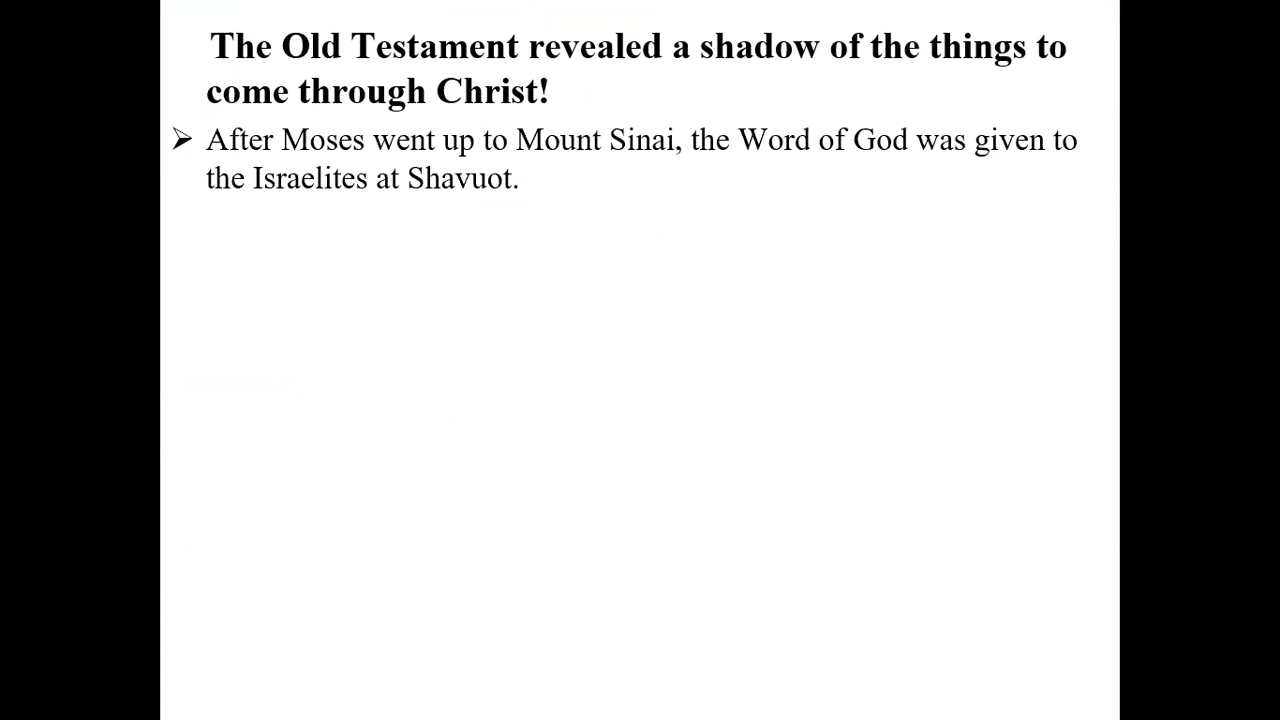 The Old Testament revealed a shadow of the things to
come through Christ!
➢ After Moses went up to Mount Sinai, the Word of God was given to
the Israelites at Shavuot.